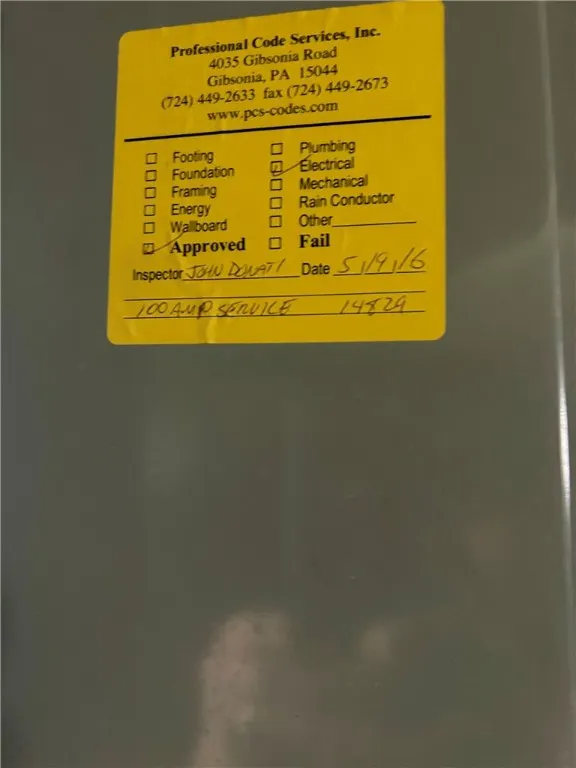 Professional Code Services, Inc.
4035 Gibsonia Road
Gibsonia, PA 15044
(724) 449-2633 fax (724) 449-2673
www.pcs-codes.com
Footing
Foundation
Framing
Energy
Wallboard
Approved
Plumbing
Electrical
Mechanical
Rain Conductor
Other
Fail
Inspector JOHN DONATI Date 5/19/16
100 AMP SERVICE 14829